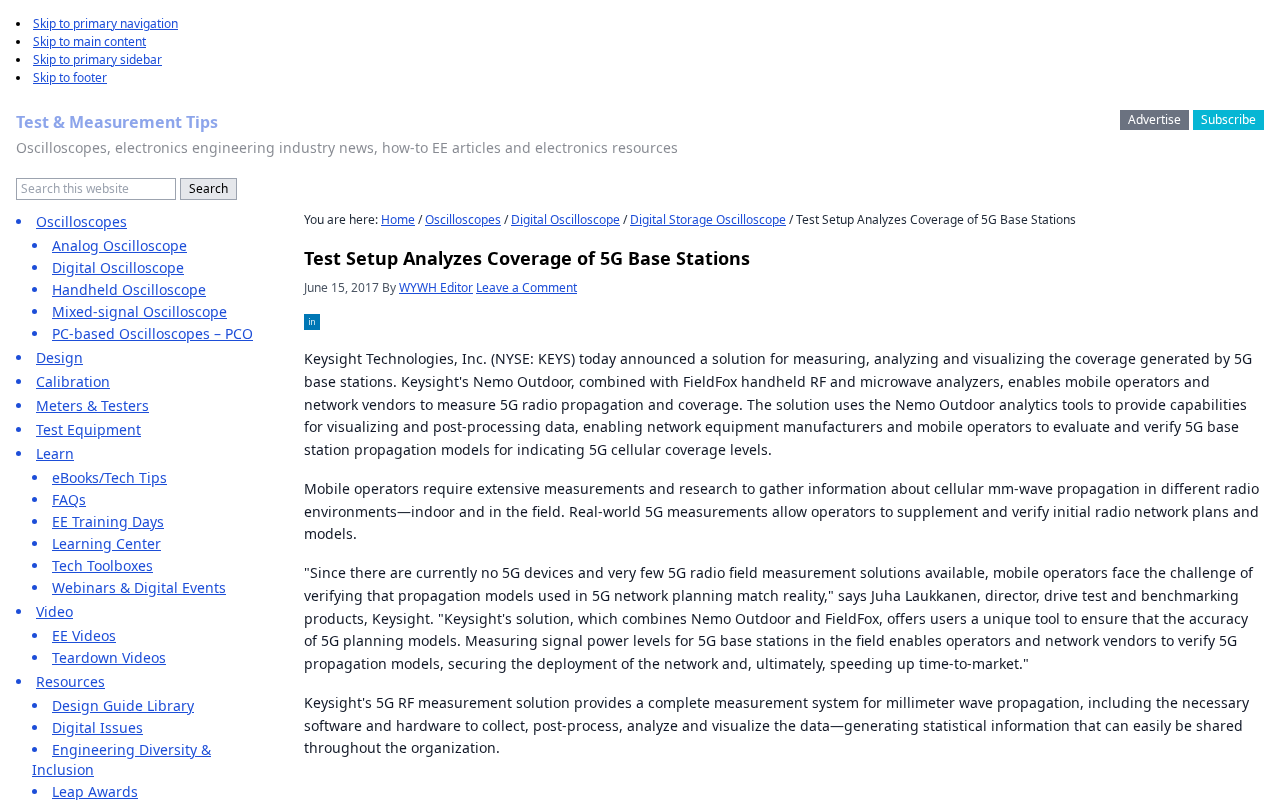 Skip to primary navigation
Skip to main content
Skip to primary sidebar
Skip to footer
Test & Measurement Tips
Oscilloscopes, electronics engineering industry news, how-to EE articles and electronics resources
Advertise
Subscribe
Search this website
Search
Oscilloscopes
Analog Oscilloscope
Digital Oscilloscope
Handheld Oscilloscope
Mixed-signal Oscilloscope
PC-based Oscilloscopes – PCO
Design
Calibration
Meters & Testers
Test Equipment
Learn
eBooks/Tech Tips
FAQs
EE Training Days
Learning Center
Tech Toolboxes
Webinars & Digital Events
Video
EE Videos
Teardown Videos
Resources
Design Guide Library
Digital Issues
Engineering Diversity &
Inclusion
Leap Awards
You are here: Home / Oscilloscopes / Digital Oscilloscope / Digital Storage Oscilloscope / Test Setup Analyzes Coverage of 5G Base Stations
Test Setup Analyzes Coverage of 5G Base Stations
June 15, 2017 By WYWH Editor Leave a Comment
in
Keysight Technologies, Inc. (NYSE: KEYS) today announced a solution for measuring, analyzing and visualizing the coverage generated by 5G
base stations. Keysight's Nemo Outdoor, combined with FieldFox handheld RF and microwave analyzers, enables mobile operators and
network vendors to measure 5G radio propagation and coverage. The solution uses the Nemo Outdoor analytics tools to provide capabilities
for visualizing and post-processing data, enabling network equipment manufacturers and mobile operators to evaluate and verify 5G base
station propagation models for indicating 5G cellular coverage levels.
Mobile operators require extensive measurements and research to gather information about cellular mm-wave propagation in different radio
environments—indoor and in the field. Real-world 5G measurements allow operators to supplement and verify initial radio network plans and
models.
"Since there are currently no 5G devices and very few 5G radio field measurement solutions available, mobile operators face the challenge of
verifying that propagation models used in 5G network planning match reality," says Juha Laukkanen, director, drive test and benchmarking
products, Keysight. "Keysight's solution, which combines Nemo Outdoor and FieldFox, offers users a unique tool to ensure that the accuracy
of 5G planning models. Measuring signal power levels for 5G base stations in the field enables operators and network vendors to verify 5G
propagation models, securing the deployment of the network and, ultimately, speeding up time-to-market."
Keysight's 5G RF measurement solution provides a complete measurement system for millimeter wave propagation, including the necessary
software and hardware to collect, post-process, analyze and visualize the data—generating statistical information that can easily be shared
throughout the organization.